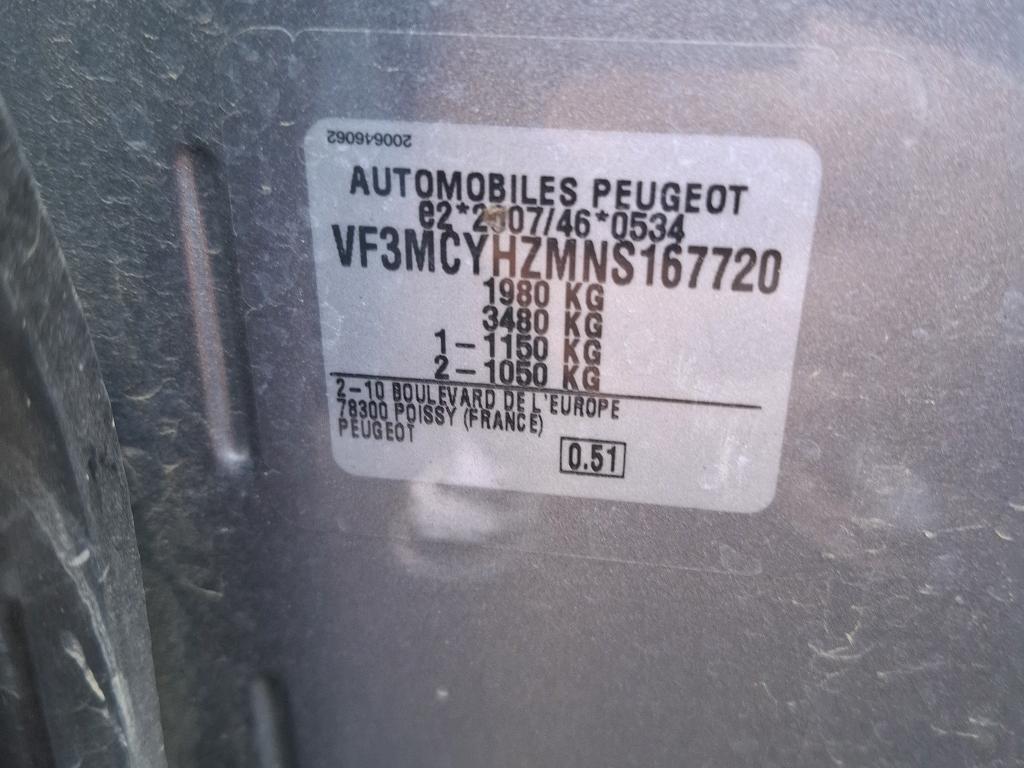 200646062
AUTOMOBILES PEUGEOT
e2*2007/46*0534
VF3MCYHZMNS167720
1980 KG
3480 KG
1 – 1150 KG
2 – 1050 KG
2–10 BOULEVARD DE L'EUROPE
78300 POISSY (FRANCE)
PEUGEOT
0.51